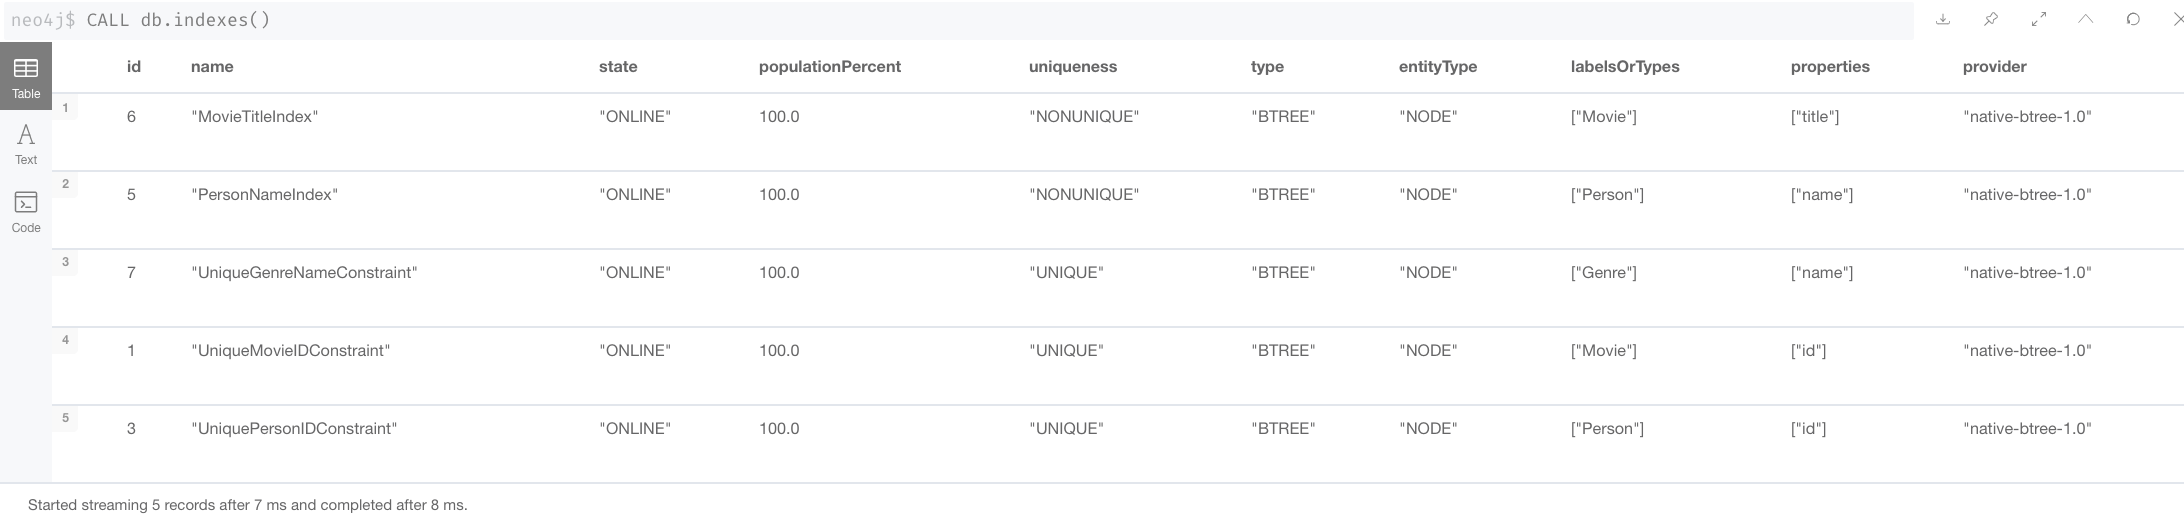 neo4j$ CALL db.indexes()
id name state populationPercent uniqueness type entityType labelsOrTypes properties provider
Table
1
6 "MovieTitleIndex" "ONLINE" 100.0 "NONUNIQUE" "BTREE" "NODE" ["Movie"] ["title"] "native-btree-1.0"
Text
2
5 "PersonNameIndex" "ONLINE" 100.0 "NONUNIQUE" "BTREE" "NODE" ["Person"] ["name"] "native-btree-1.0"
Code
3
7 "UniqueGenreNameConstraint" "ONLINE" 100.0 "UNIQUE" "BTREE" "NODE" ["Genre"] ["name"] "native-btree-1.0"
4
1 "UniqueMovieIDConstraint" "ONLINE" 100.0 "UNIQUE" "BTREE" "NODE" ["Movie"] ["id"] "native-btree-1.0"
5
3 "UniquePersonIDConstraint" "ONLINE" 100.0 "UNIQUE" "BTREE" "NODE" ["Person"] ["id"] "native-btree-1.0"
Started streaming 5 records after 7 ms and completed after 8 ms.